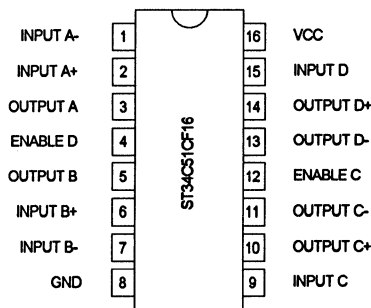 INPUT A- 1 16 VCC
INPUT A+ 2 15 INPUT D
OUTPUT A 3 14 OUTPUT D+
ENABLE D 4 13 OUTPUT D-
OUTPUT B 5 12 ENABLE C
INPUT B+ 6 11 OUTPUT C-
INPUT B- 7 10 OUTPUT C+
GND 8 9 INPUT C
ST34C51CF16